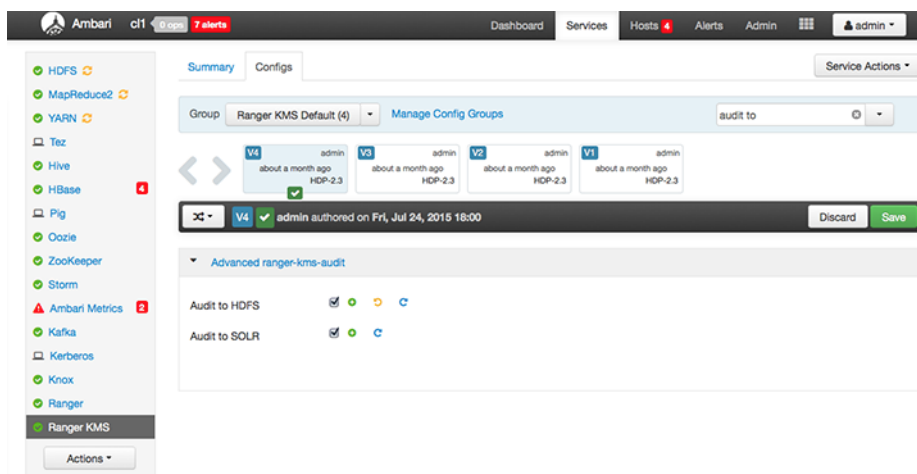 Ambari cl1 0 ops 7 alerts Dashboard Services Hosts 4 Alerts Admin admin
HDFS
MapReduce2
YARN
Tez
Hive
HBase 4
Pig
Oozie
ZooKeeper
Storm
Ambari Metrics 2
Kafka
Kerberos
Knox
Ranger
Ranger KMS
Actions
Summary Configs Service Actions
Group Ranger KMS Default (4) Manage Config Groups audit to
V4 admin
about a month ago
HDP-2.3
V3 admin
about a month ago
HDP-2.3
V2 admin
about a month ago
HDP-2.3
V1 admin
about a month ago
HDP-2.3
V4 admin authored on Fri, Jul 24, 2015 18:00 Discard Save
Advanced ranger-kms-audit
Audit to HDFS
Audit to SOLR